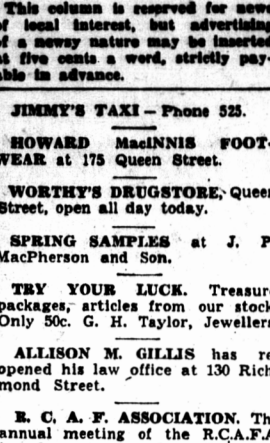 This column is reserved for news
of local interest, but advertising
of a newsy nature may be inserted
at five cents a word, strictly pay-
able in advance.
JIMMY'S TAXI — Phone 525.
HOWARD MacINNIS FOOT-
WEAR at 175 Queen Street.
WORTHY'S DRUGSTORE, Queen
Street, open all day today.
SPRING SAMPLES at J. P.
MacPherson and Son.
TRY YOUR LUCK. Treasure
packages, articles from our stock
Only 50c. G. H. Taylor, Jewellers
ALLISON M. GILLIS has re
opened his law office at 130 Rich
mond Street.
R. C. A. F. ASSOCIATION. The
annual meeting of the R.C.A.F.